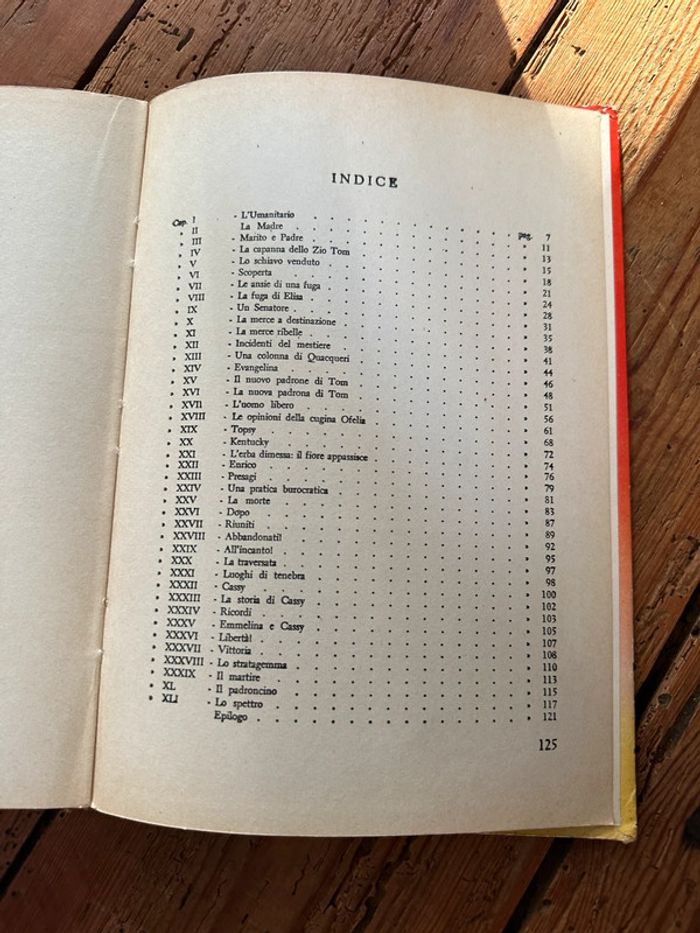 INDICE
Cap. I - L'Umanitario . . . . . pag. 7
» II La Madre . . . . . » 11
» III - Marito e Padre . . . . . » 13
» IV - La capanna dello Zio Tom . . . . . » 15
» V - Lo schiavo venduto . . . . . » 18
» VI - Scoperta . . . . . » 21
» VII - Le ansie di una fuga . . . . . » 24
» VIII - La fuga di Elisa . . . . . » 28
» IX - Un Senatore . . . . . » 31
» X - La merce a destinazione . . . . . » 35
» XI - La merce ribelle . . . . . » 38
» XII - Incidenti del mestiere . . . . . » 41
» XIII - Una colonna di Quacqueri . . . . . » 44
» XIV - Evangelina . . . . . » 46
» XV - Il nuovo padrone di Tom . . . . . » 48
» XVI - La nuova padrona di Tom . . . . . » 51
» XVII - L'uomo libero . . . . . » 56
» XVIII - Le opinioni della cugina Ofelia . . . . . » 61
» XIX - Topsy . . . . . » 68
» XX - Kentucky . . . . . » 72
» XXI - L'erba dimessa: il fiore appassisce . . . . . » 74
» XXII - Enrico . . . . . » 76
» XXIII - Presagi . . . . . » 79
» XXIV - Una pratica burocratica . . . . . » 81
» XXV - La morte . . . . . » 83
» XXVI - Dopo . . . . . » 87
» XXVII - Riuniti . . . . . » 89
» XXVIII - Abbandonati! . . . . . » 92
» XXIX - All'incanto! . . . . . » 95
» XXX - La traversata . . . . . » 97
» XXXI - Luoghi di tenebra . . . . . » 98
» XXXII - Cassy . . . . . » 100
» XXXIII - La storia di Cassy . . . . . » 102
» XXXIV - Ricordi . . . . . » 103
» XXXV - Emmelina e Cassy . . . . . » 105
» XXXVI - Libertà! . . . . . » 107
» XXXVII - Vittoria . . . . . » 108
» XXXVIII - Lo stratagemma . . . . . » 110
» XXXIX - Il martire . . . . . » 113
» XL - Il padroncino . . . . . » 115
» XLI - Lo spettro . . . . . » 117
Epilogo . . . . . » 121
125